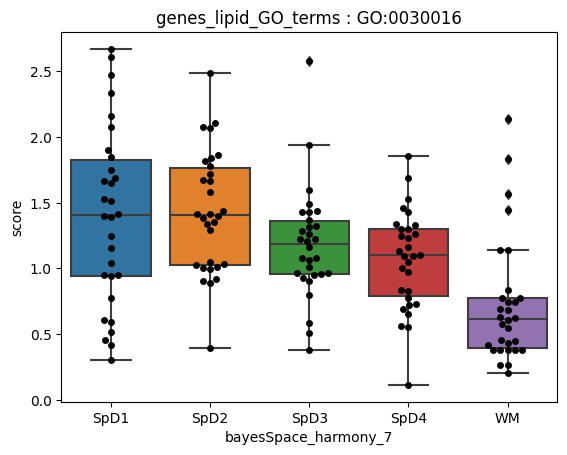 genes_lipid_GO_terms : GO:0030016
score
2.5
2.0
1.5
1.0
0.5
0.0
SpD1 SpD2 SpD3 SpD4 WM
bayesSpace_harmony_7